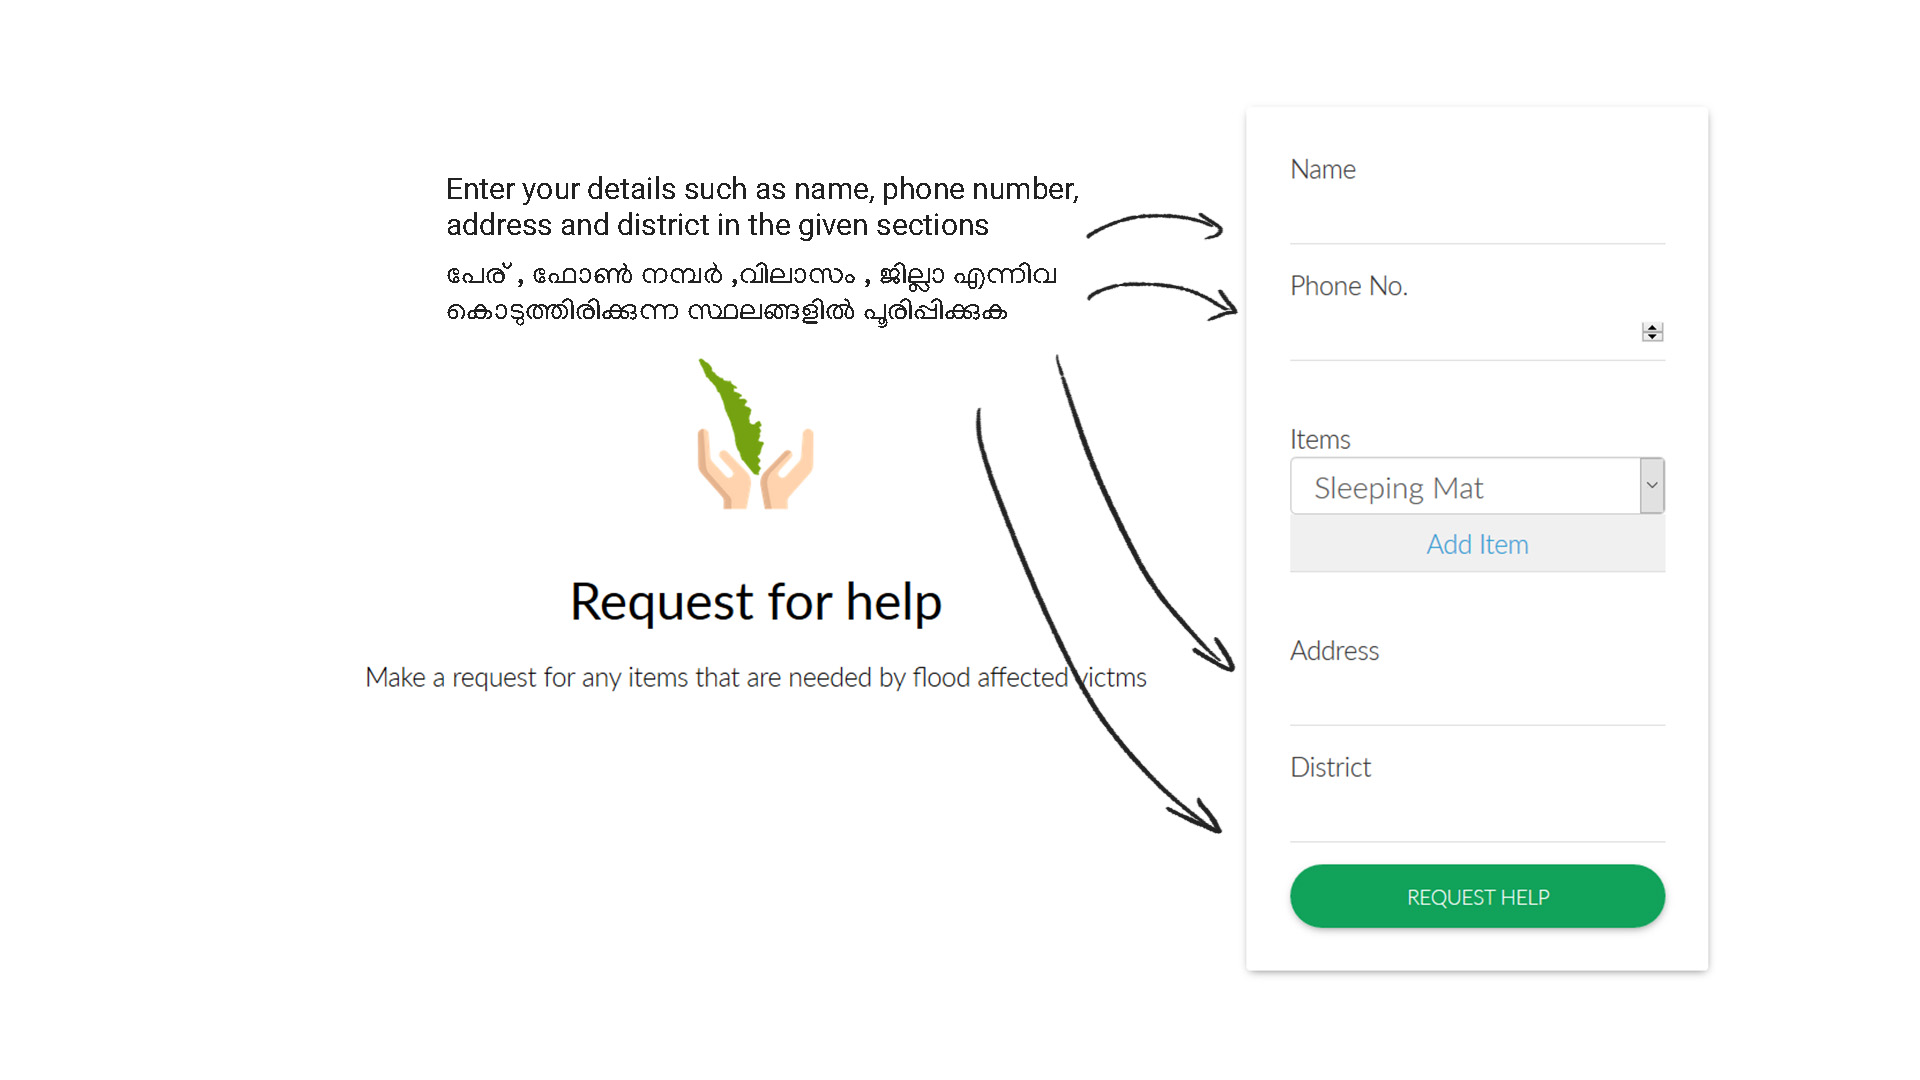 Enter your details such as name, phone number,
address and district in the given sections
പേര് , ഫോൺ നമ്പർ ,വിലാസം , ജില്ലാ എന്നിവ
കൊടുത്തിരിക്കുന്ന സ്ഥലങ്ങളിൽ പൂരിപ്പിക്കുക
Request for help
Make a request for any items that are needed by flood affected victms
Name
Phone No.
Items
Sleeping Mat
Add Item
Address
District
REQUEST HELP